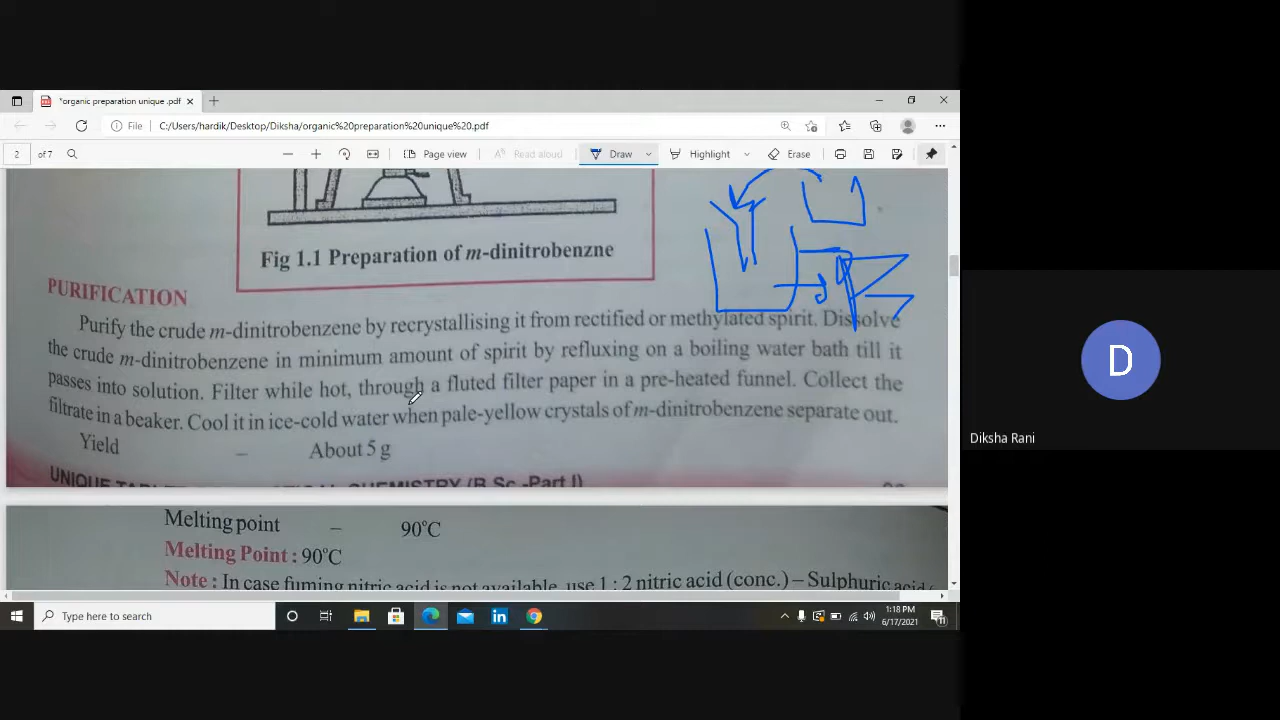 *organic preparation unique .pdf
File
C:/Users/hardik/Desktop/Diksha/organic%20preparation%20unique%20.pdf
2 of 7
Page view
Read aloud
Draw
Highlight
Erase
Fig 1.1 Preparation of m-dinitrobenzne
PURIFICATION
Purify the crude m-dinitrobenzene by recrystallising it from rectified or methylated spirit. Dissolve
the crude m-dinitrobenzene in minimum amount of spirit by refluxing on a boiling water bath till it
passes into solution. Filter while hot, through a fluted filter paper in a pre-heated funnel. Collect the
filtrate in a beaker. Cool it in ice-cold water when pale-yellow crystals of m-dinitrobenzene separate out.
Yield – About 5 g
CHEMISTRY (B.Sc.-Part I)
Melting point – 90°C
Melting Point : 90°C
Note : In case fuming nitric acid is not available, use 1 : 2 nitric acid (conc.) – Sulphuric acid
Type here to search
1:18 PM
6/17/2021
D
Diksha Rani